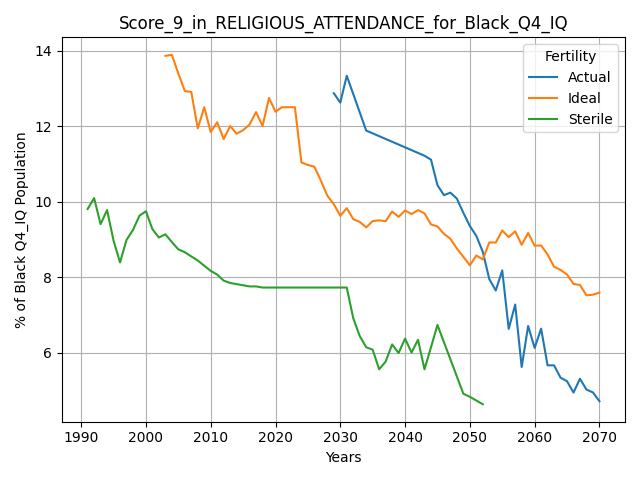 Score_9_in_RELIGIOUS_ATTENDANCE_for_Black_Q4_IQ
Fertility
Actual
Ideal
Sterile
% of Black Q4_IQ Population
14
12
10
8
6
1990 2000 2010 2020 2030 2040 2050 2060 2070
Years